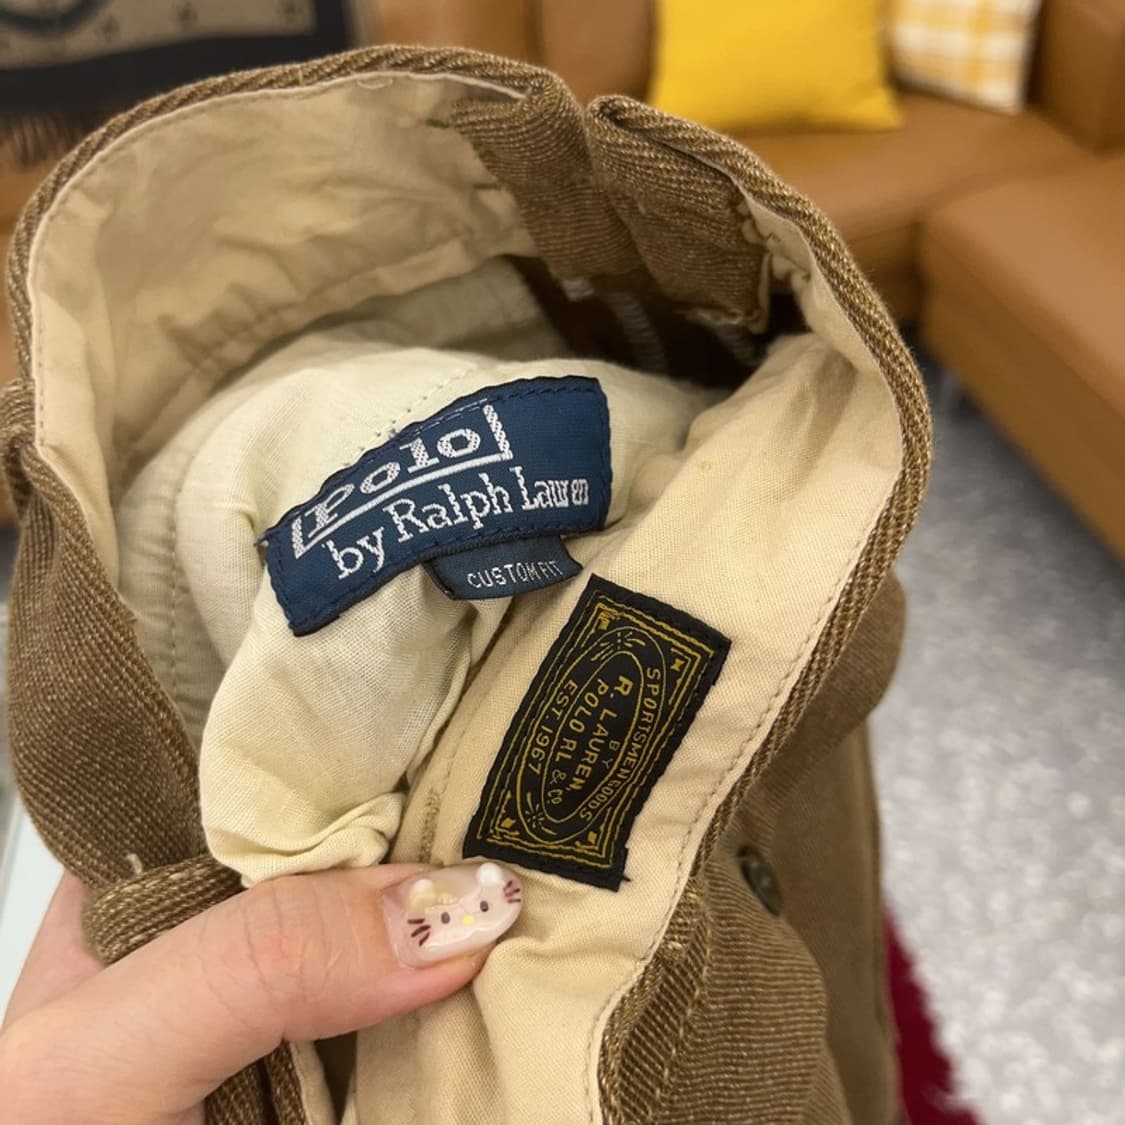 Polo
by Ralph Lauren
CUSTOM FIT
SPORTSMEN GOODS
BY
R. LAUREN
POLO RL & Co.
EST. 1967